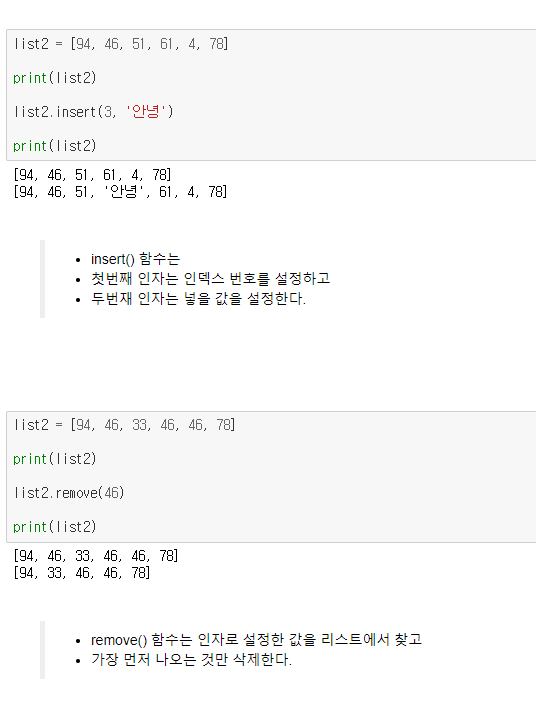 list2 = [94, 46, 51, 61, 4, 78]
print(list2)
list2.insert(3, '안녕')
print(list2)
[94, 46, 51, 61, 4, 78]
[94, 46, 51, '안녕', 61, 4, 78]
• insert() 함수는
• 첫번째 인자는 인덱스 번호를 설정하고
• 두번재 인자는 넣을 값을 설정한다.
list2 = [94, 46, 33, 46, 46, 78]
print(list2)
list2.remove(46)
print(list2)
[94, 46, 33, 46, 46, 78]
[94, 33, 46, 46, 78]
• remove() 함수는 인자로 설정한 값을 리스트에서 찾고
• 가장 먼저 나오는 것만 삭제한다.